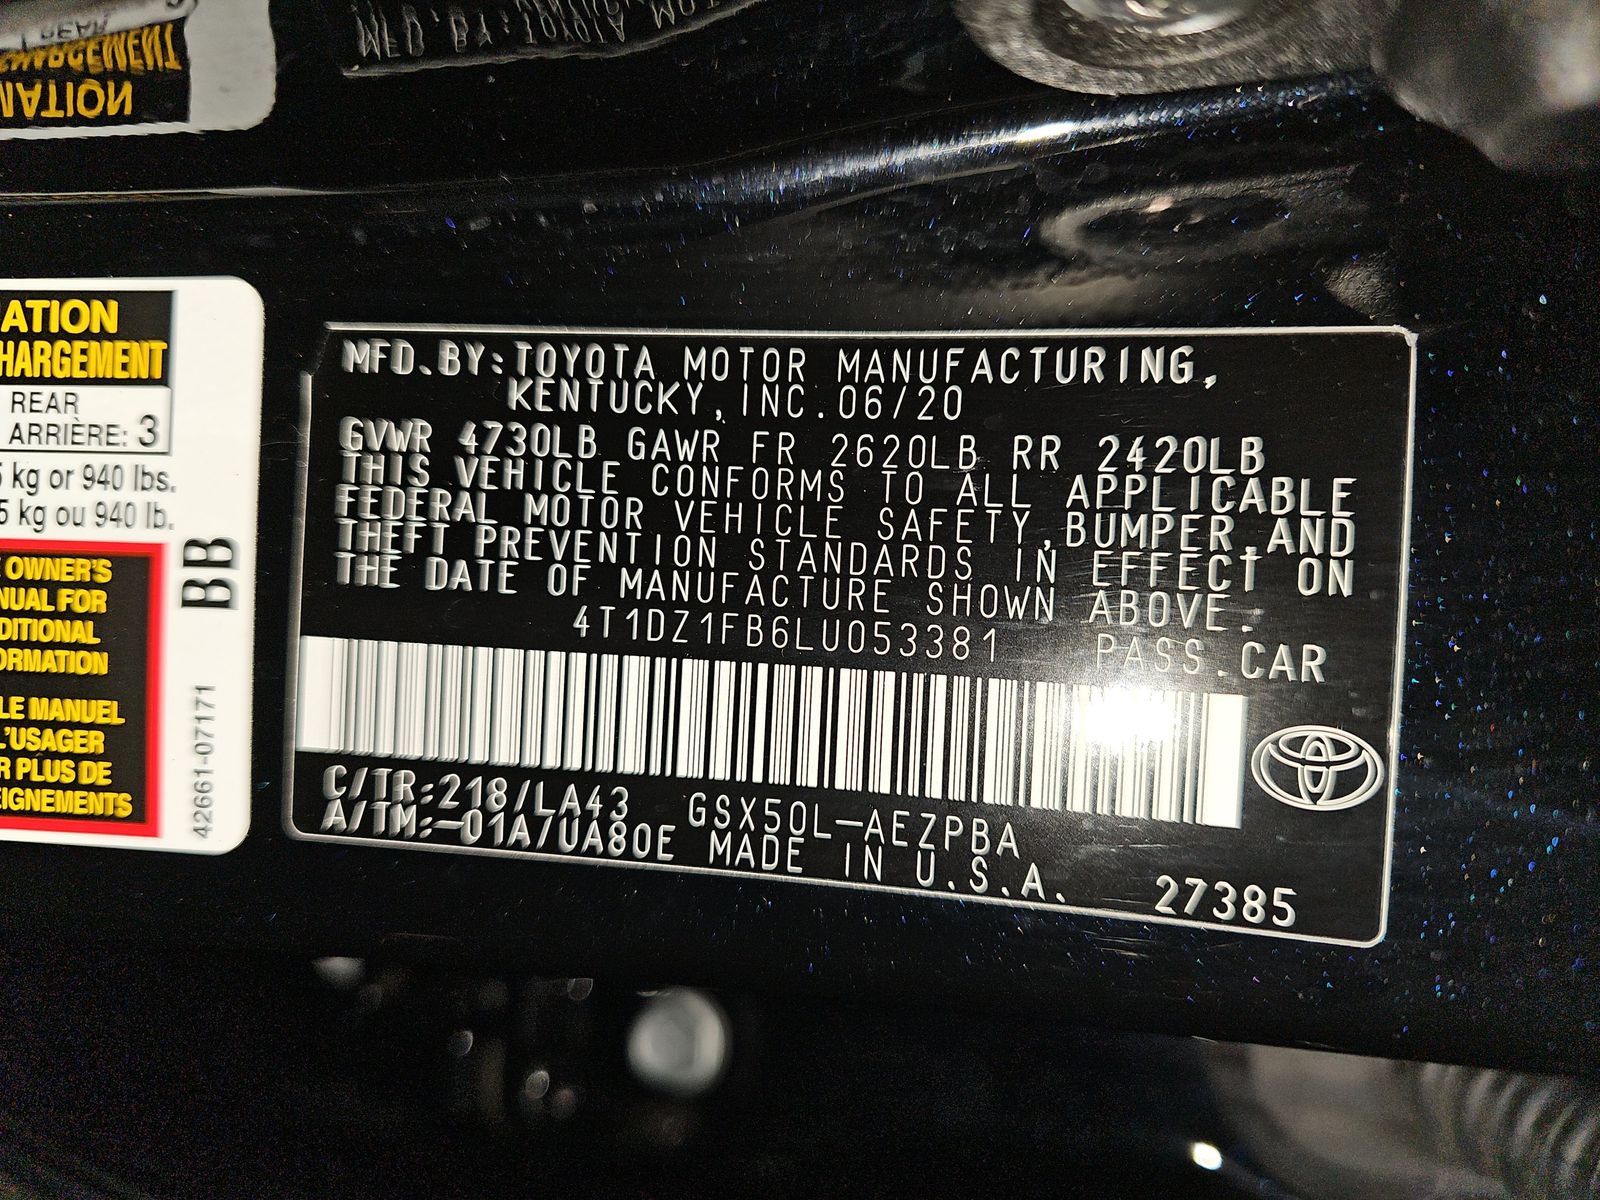 ATION
HARGEMENT
REAR
ARRIÈRE: 3
5 kg or 940 lbs.
5 kg ou 940 lb.
OWNER'S
NUAL FOR
DITIONAL
ORMATION
LE MANUEL
L'USAGER
R PLUS DE
EIGNEMENTS
BB
42661-07171
MFD.BY:TOYOTA MOTOR MANUFACTURING,
KENTUCKY, INC. 06/20
GVWR 4730LB GAWR FR 2620LB RR 2420LB
THIS VEHICLE CONFORMS TO ALL APPLICABLE
FEDERAL MOTOR VEHICLE SAFETY, BUMPER, AND
THEFT PREVENTION STANDARDS IN EFFECT ON
THE DATE OF MANUFACTURE SHOWN ABOVE.
4T1DZ1FB6LU053381 PASS.CAR
C/TR:218/LA43 GSX50L-AEZPBA
A/TM:-01A/UA80E MADE IN U.S.A. 27385